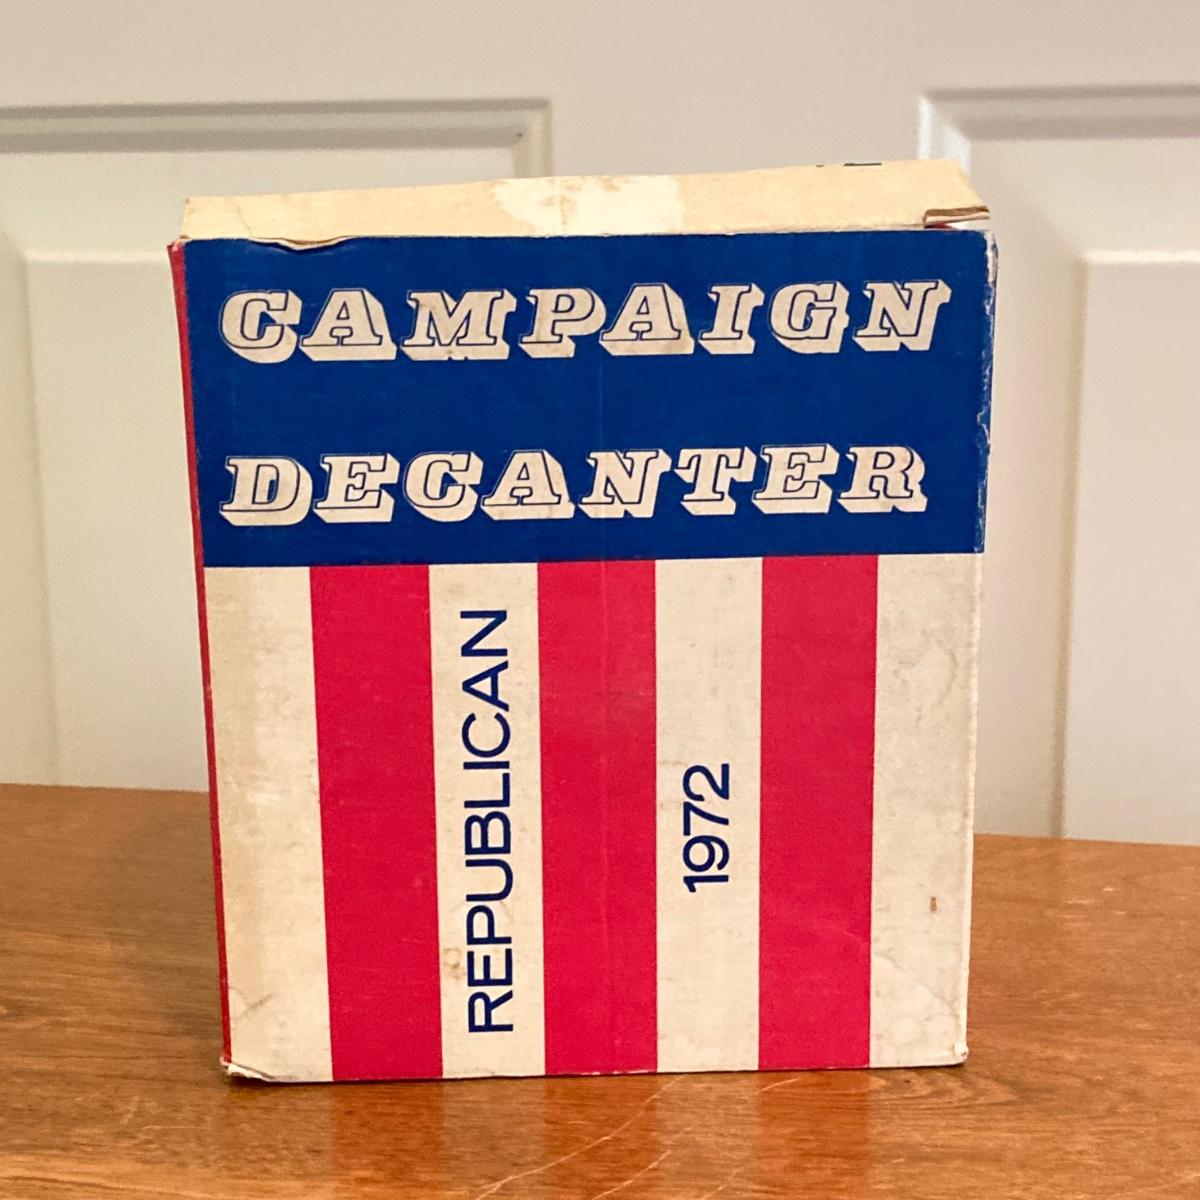 CAMPAIGN
DECANTER
REPUBLICAN
1972